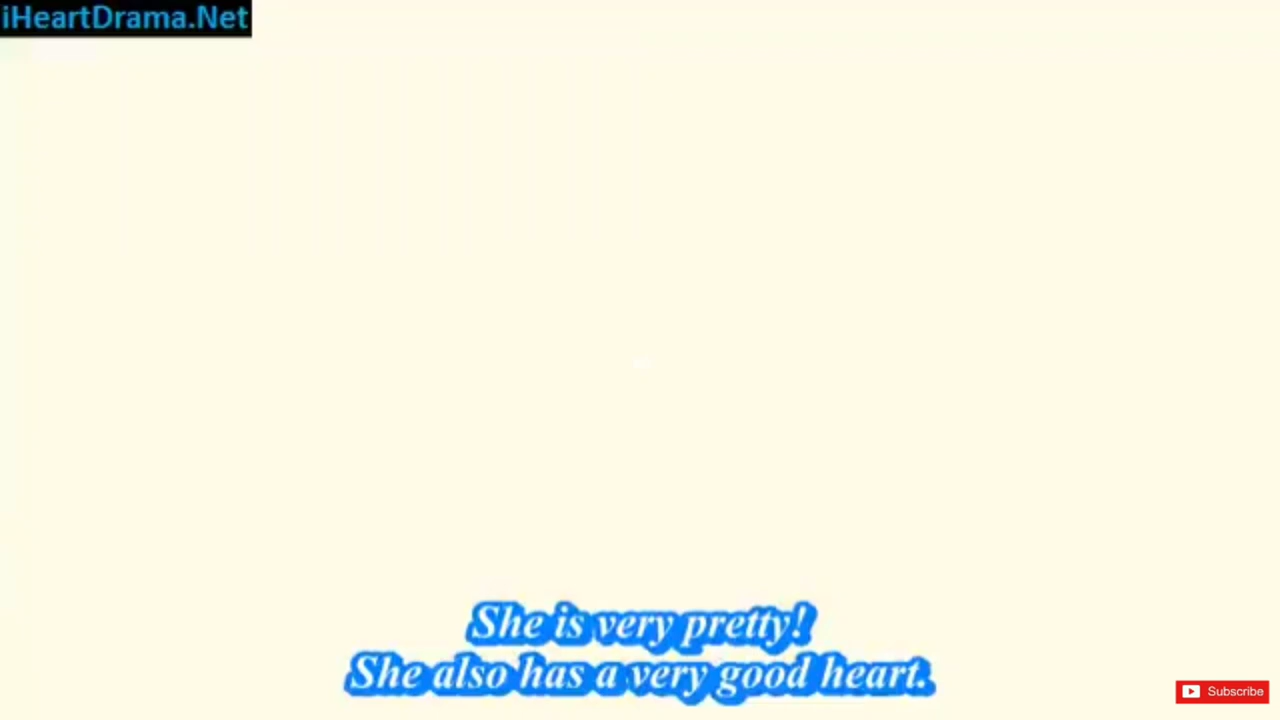 iHeartDrama.Net
She is very pretty!
She also has a very good heart.
Subscribe